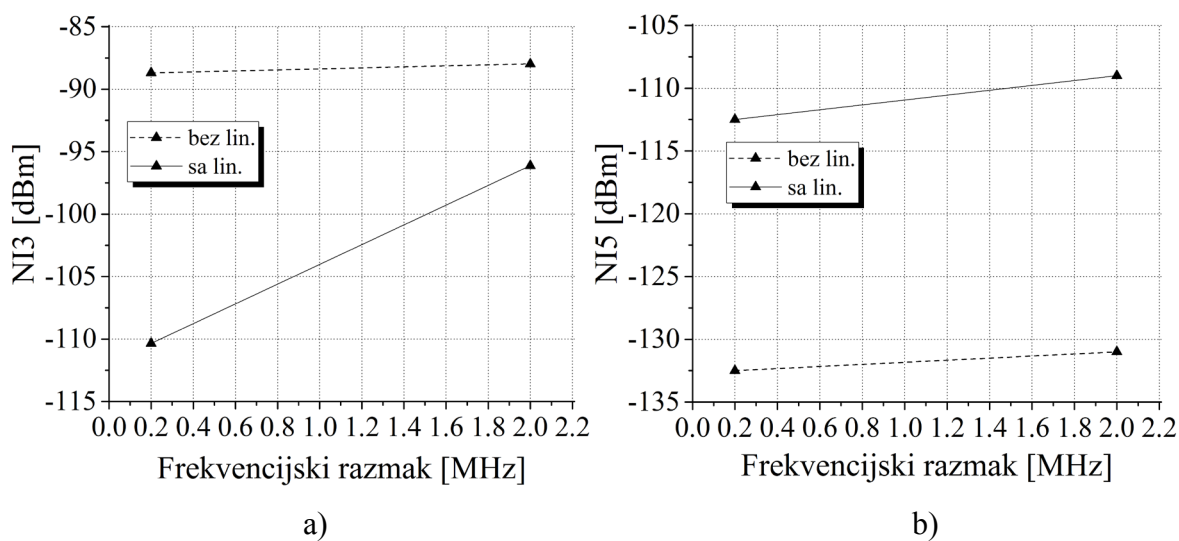 -85
-90
-95
-100
-105
-110
-115
NI3 [dBm]
bez lin.
sa lin.
0.0 0.2 0.4 0.6 0.8 1.0 1.2 1.4 1.6 1.8 2.0 2.2
Frekvencijski razmak [MHz]
a)
-105
-110
-115
-120
-125
-130
-135
NI5 [dBm]
bez lin.
sa lin.
0.0 0.2 0.4 0.6 0.8 1.0 1.2 1.4 1.6 1.8 2.0 2.2
Frekvencijski razmak [MHz]
b)